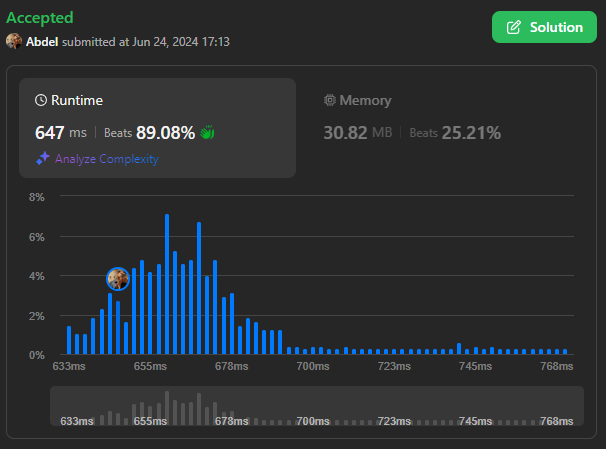 Accepted
Abdel submitted at Jun 24, 2024 17:13
Solution
Runtime
647 ms | Beats 89.08%
Analyze Complexity
Memory
30.82 MB | Beats 25.21%
8%
6%
4%
2%
0%
633ms 655ms 678ms 700ms 723ms 745ms 768ms
633ms 655ms 678ms 700ms 723ms 745ms 768ms